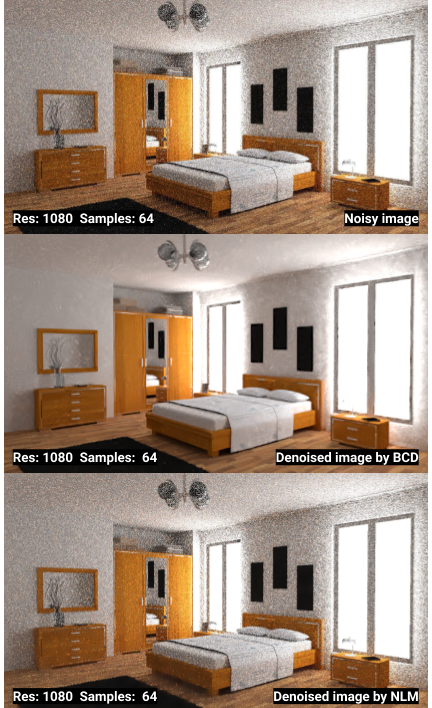 Res: 1080 Samples: 64 Noisy image
Res: 1080 Samples: 64 Denoised image by BCD
Res: 1080 Samples: 64 Denoised image by NLM